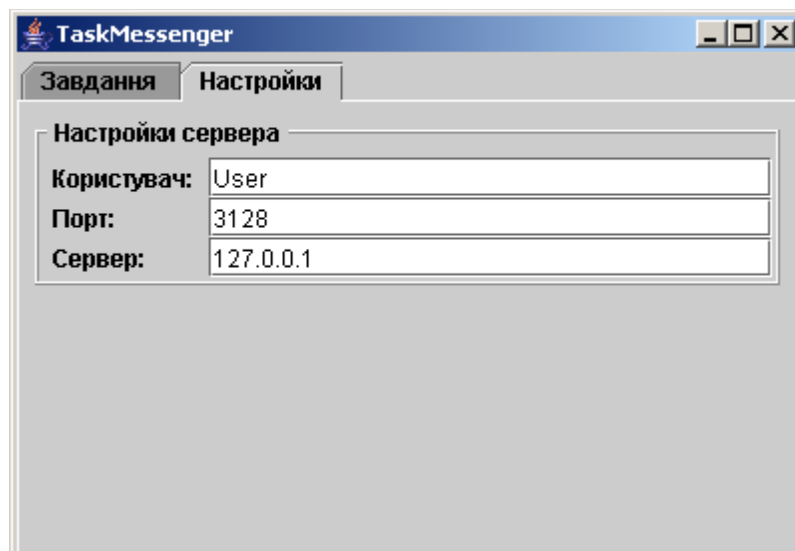 TaskMessenger
Завдання Настройки
Настройки сервера
Користувач: User
Порт: 3128
Сервер: 127.0.0.1